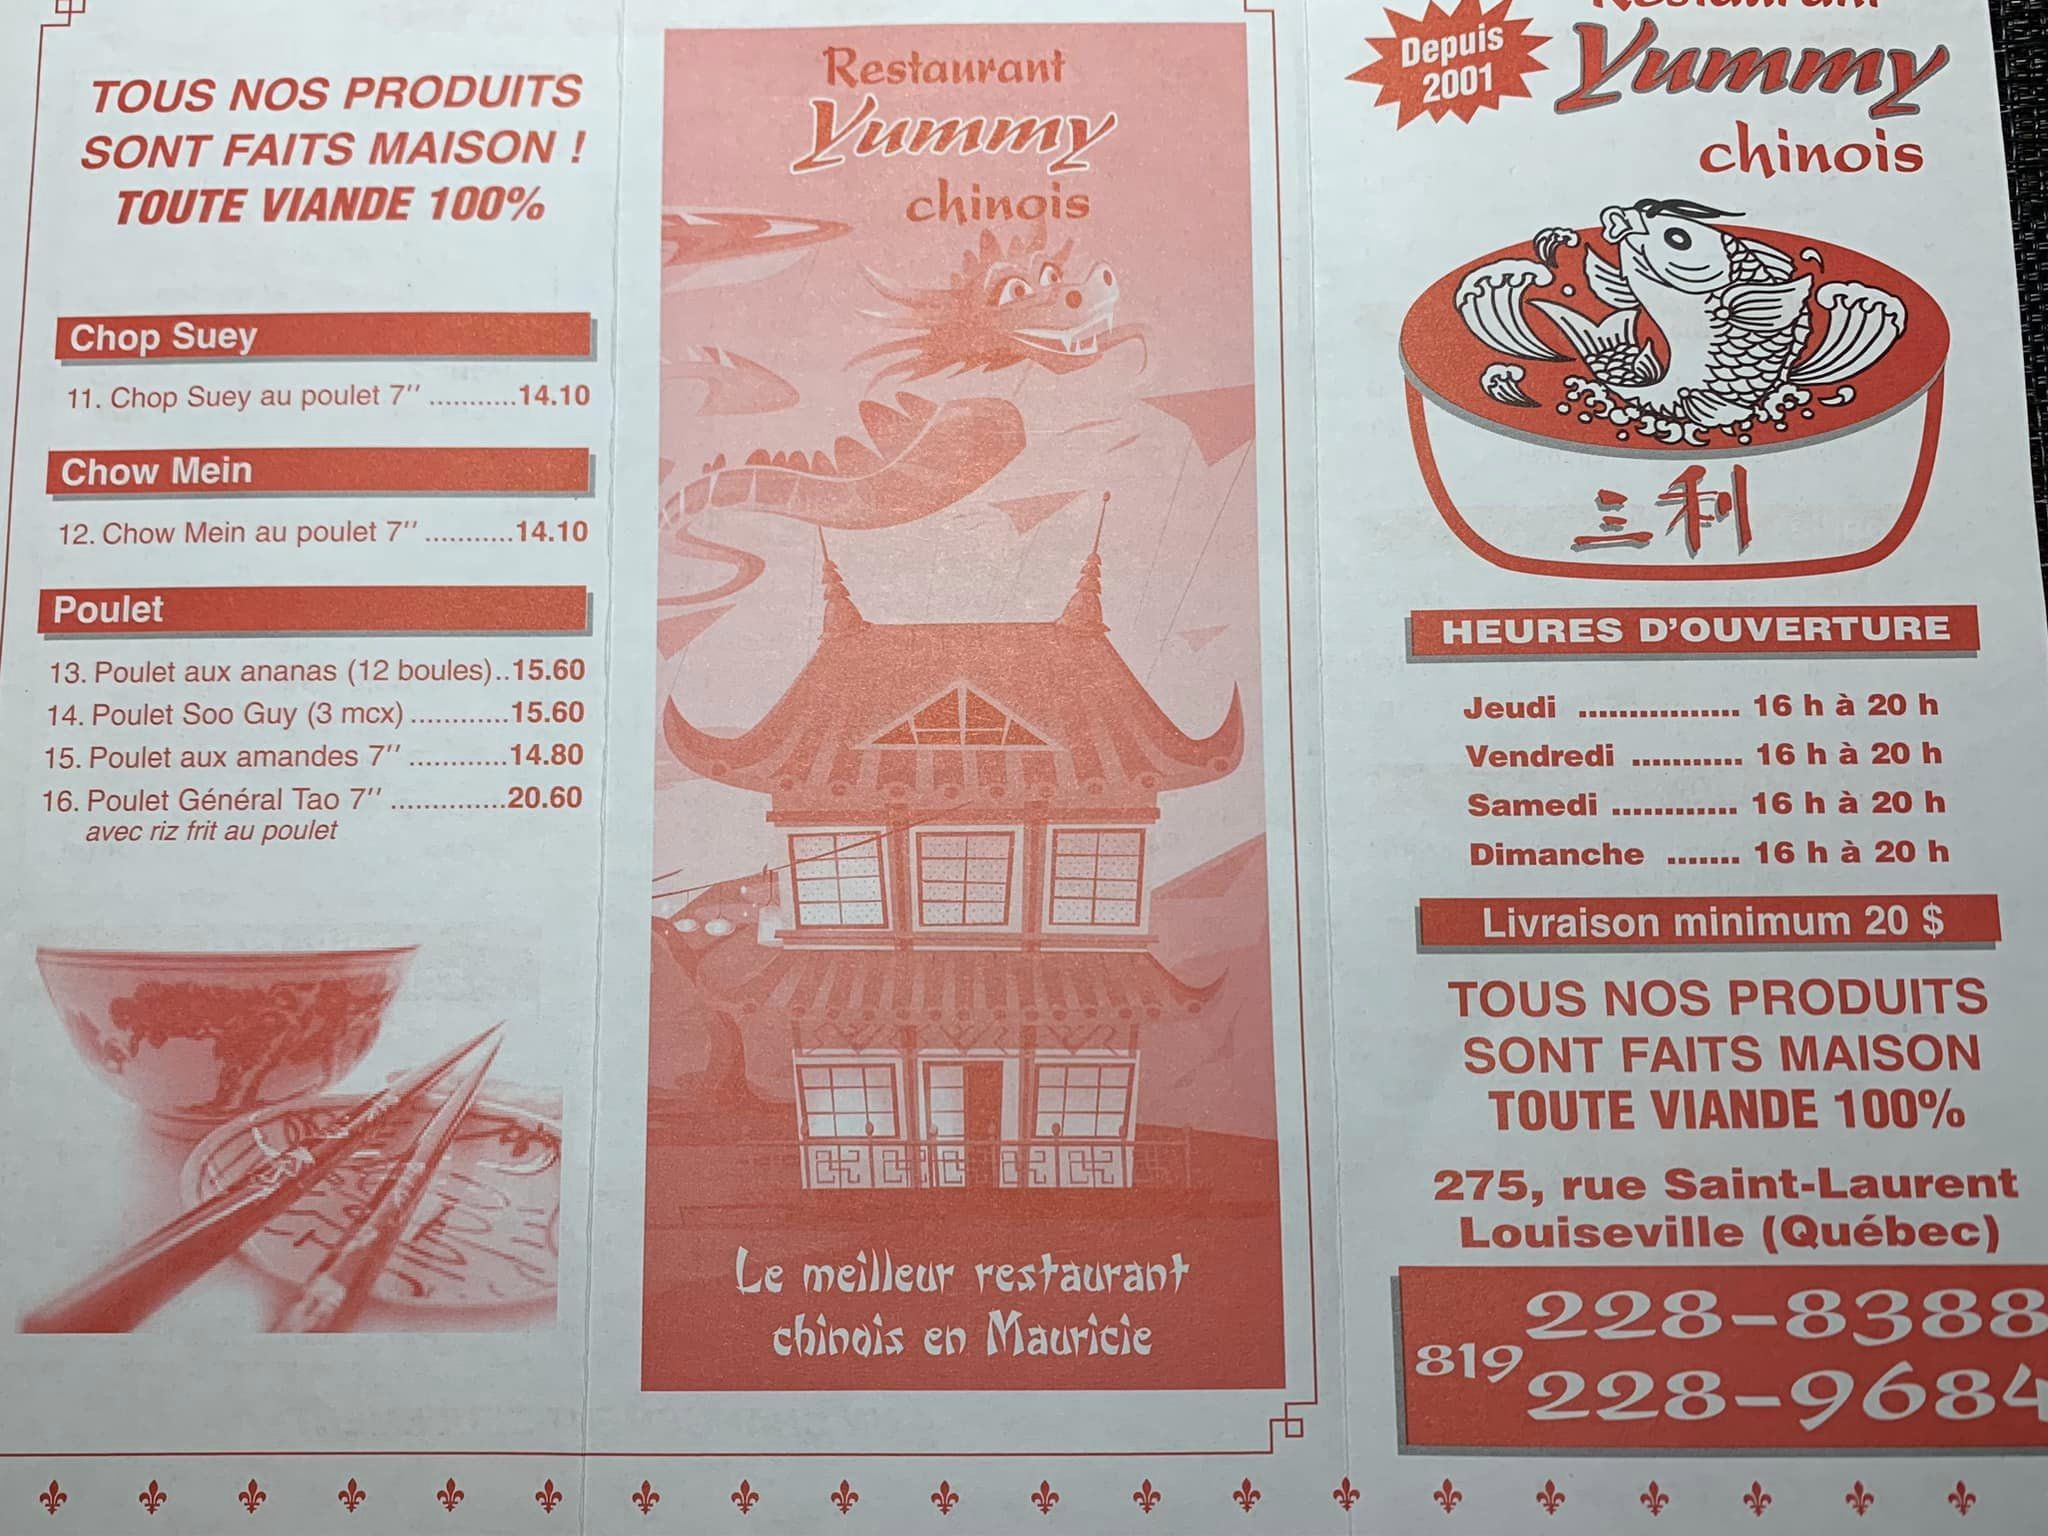 TOUS NOS PRODUITS
SONT FAITS MAISON !
TOUTE VIANDE 100%
Chop Suey
11. Chop Suey au poulet 7'' ...........14.10
Chow Mein
12. Chow Mein au poulet 7'' ...........14.10
Poulet
13. Poulet aux ananas (12 boules)..15.60
14. Poulet Soo Guy (3 mcx) ............15.60
15. Poulet aux amandes 7'' ............14.80
16. Poulet Général Tao 7'' ..............20.60
avec riz frit au poulet
Restaurant
Yummy
chinois
Le meilleur restaurant
chinois en Mauricie
Depuis
2001
Restaurant
Yummy
chinois
三利
HEURES D'OUVERTURE
Jeudi ................ 16 h à 20 h
Vendredi ........... 16 h à 20 h
Samedi ............ 16 h à 20 h
Dimanche ....... 16 h à 20 h
Livraison minimum 20 $
TOUS NOS PRODUITS
SONT FAITS MAISON
TOUTE VIANDE 100%
275, rue Saint-Laurent
Louiseville (Québec)
819
228-8388
228-9684